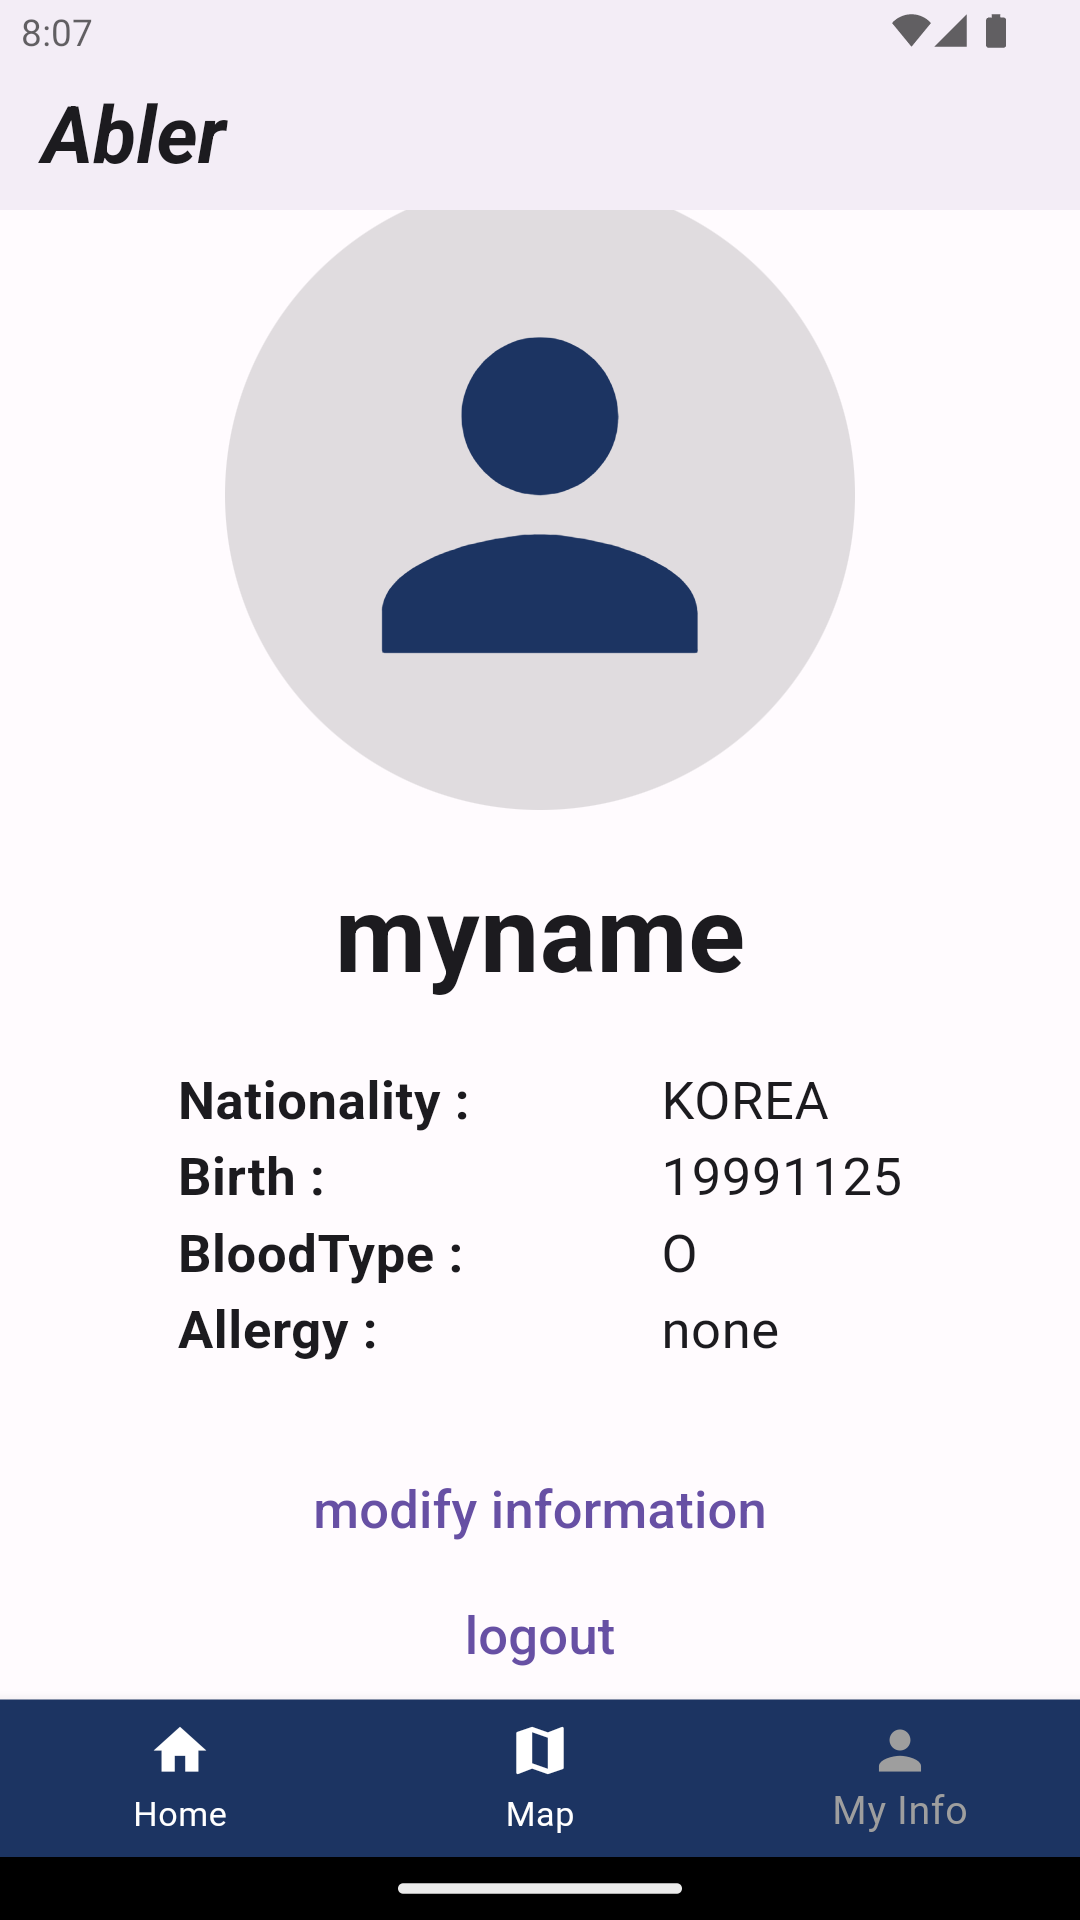 8:07
Abler
myname
Nationality : KOREA
Birth : 19991125
BloodType : O
Allergy : none
modify information
logout
Home Map My Info